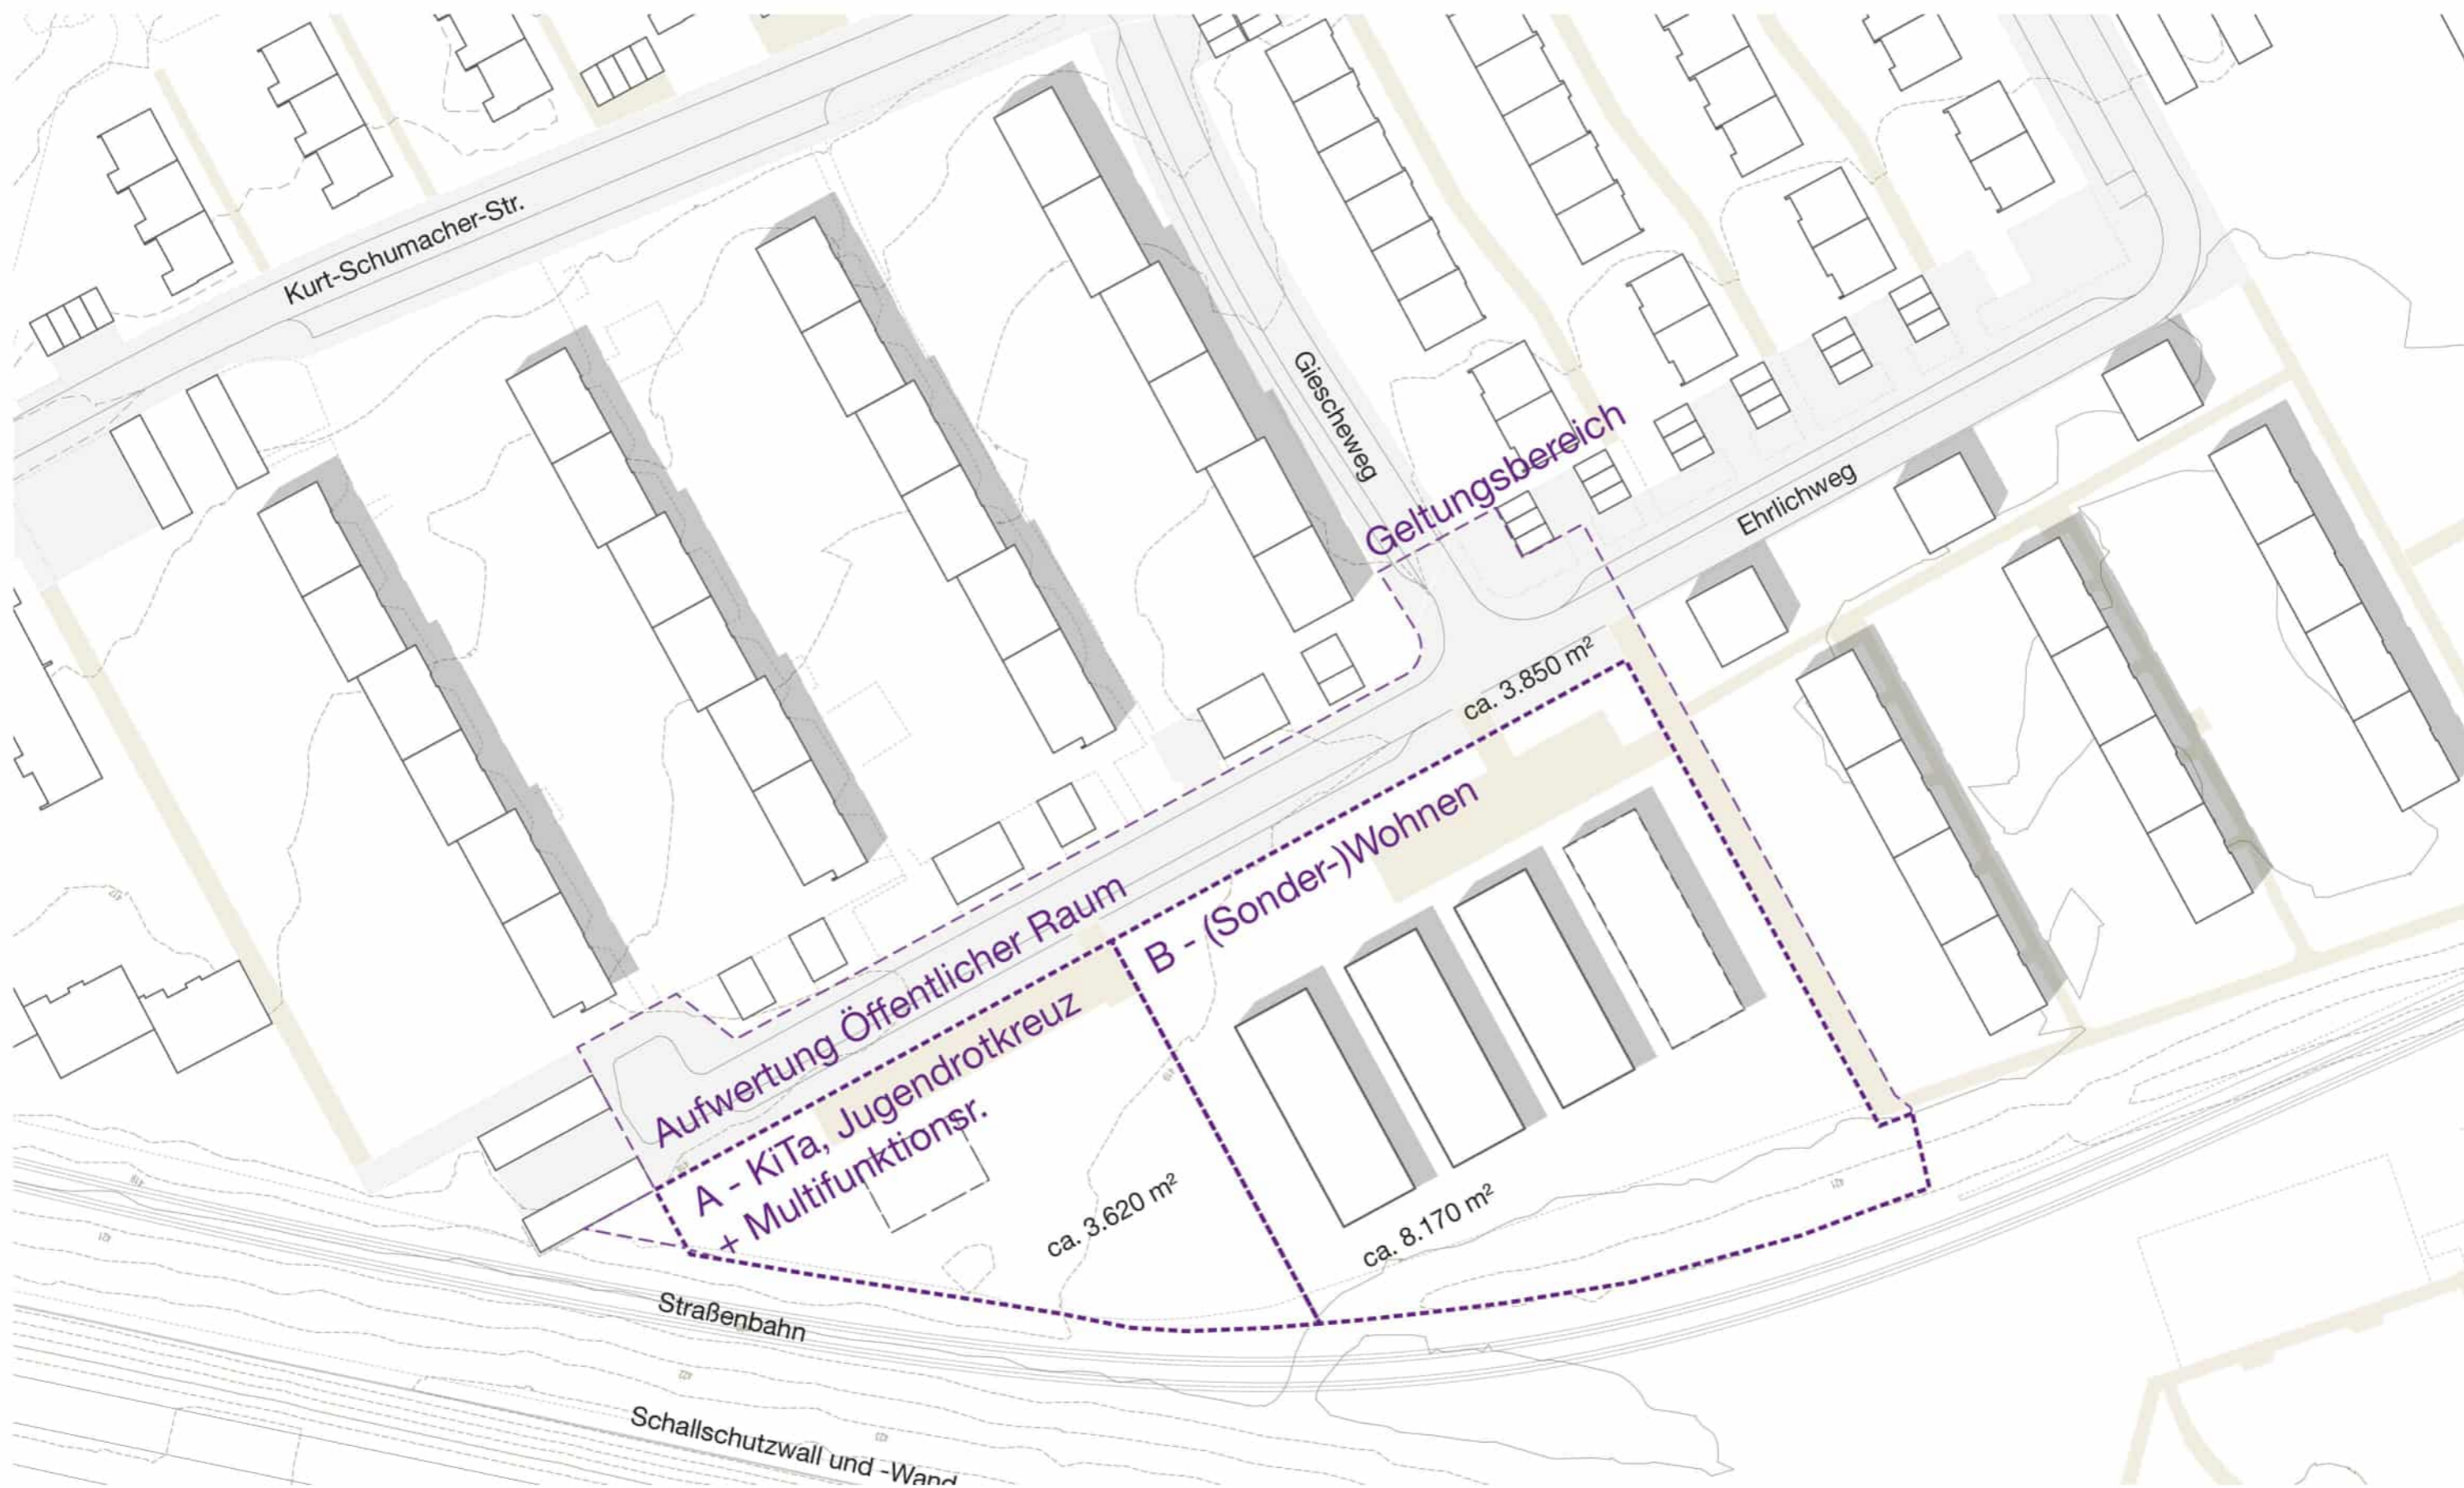 Kurt-Schumacher-Str.
Giescheweg
Geltungsbereich
Ehrlichweg
ca. 3.850 m²
B - (Sonder-)Wohnen
Aufwertung Öffentlicher Raum
A - KiTa, Jugendrotkreuz
+ Multifunktionsr.
ca. 3.620 m²
ca. 8.170 m²
Straßenbahn
Schallschutzwall und -Wand